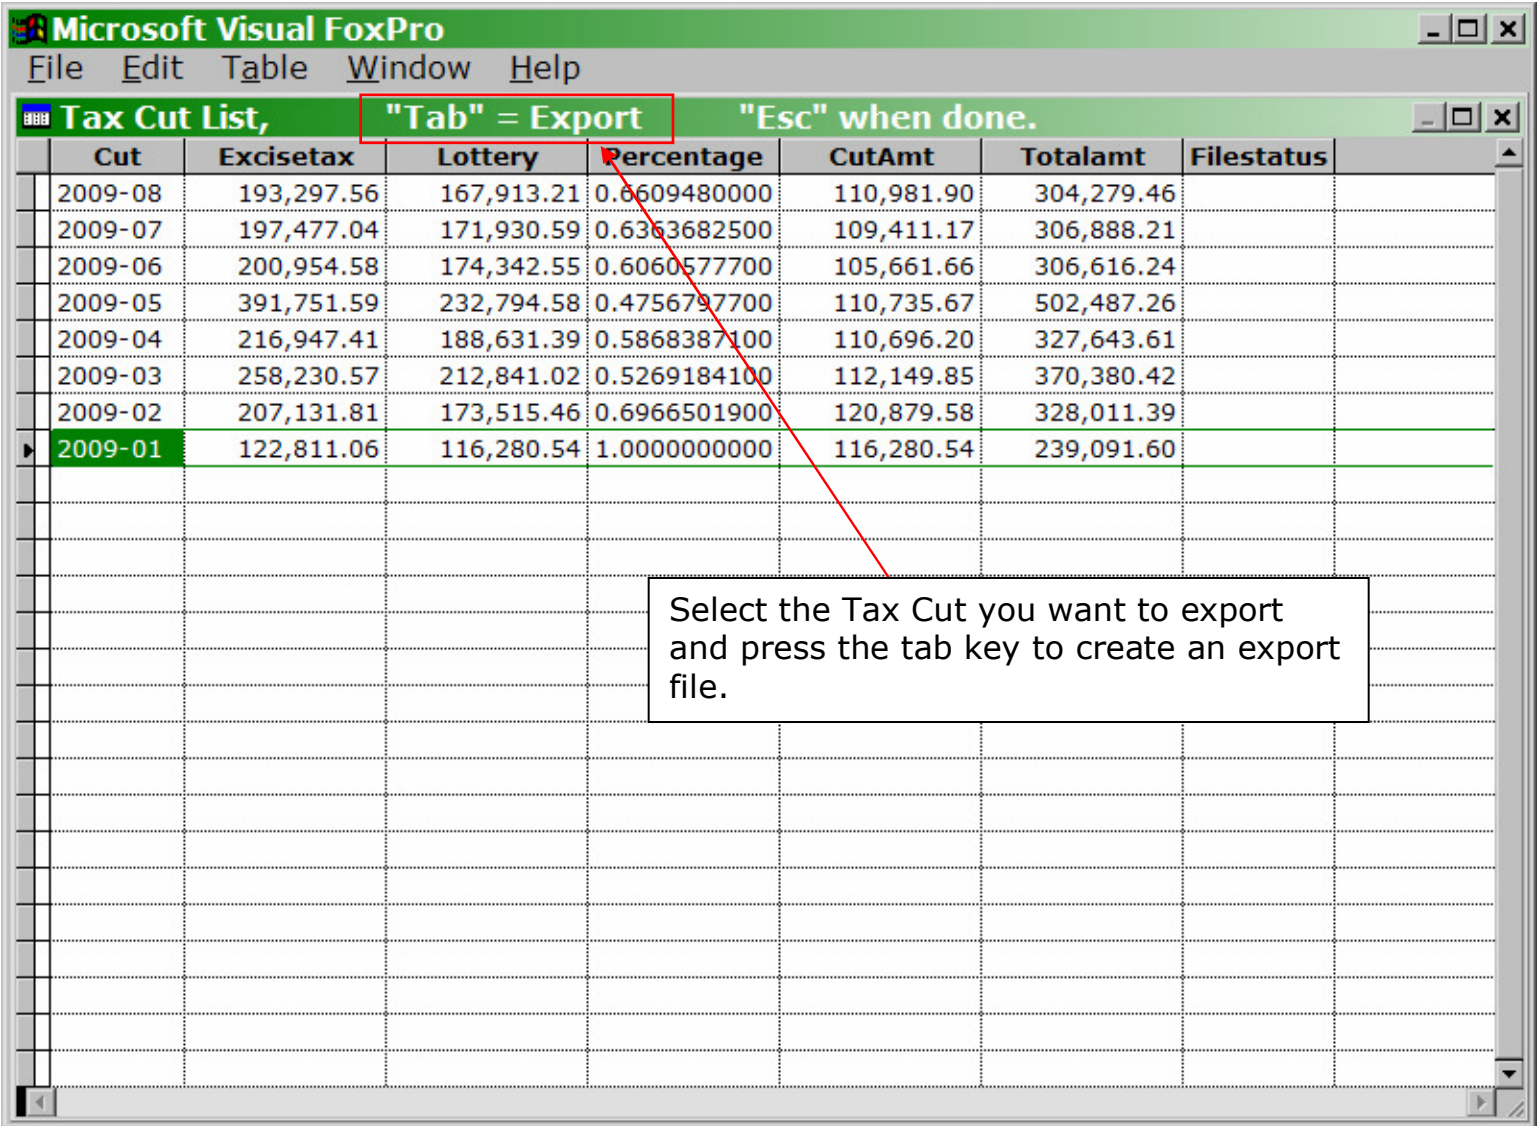 Microsoft Visual FoxPro
File Edit Table Window Help
Tax Cut List, "Tab" = Export "Esc" when done.
Cut Excisetax Lottery Percentage CutAmt Totalamt Filestatus
2009-08 193,297.56 167,913.21 0.6609480000 110,981.90 304,279.46
2009-07 197,477.04 171,930.59 0.6363682500 109,411.17 306,888.21
2009-06 200,954.58 174,342.55 0.6060577700 105,661.66 306,616.24
2009-05 391,751.59 232,794.58 0.4756797700 110,735.67 502,487.26
2009-04 216,947.41 188,631.39 0.5868387100 110,696.20 327,643.61
2009-03 258,230.57 212,841.02 0.5269184100 112,149.85 370,380.42
2009-02 207,131.81 173,515.46 0.6966501900 120,879.58 328,011.39
2009-01 122,811.06 116,280.54 1.0000000000 116,280.54 239,091.60
Select the Tax Cut you want to export
and press the tab key to create an export
file.